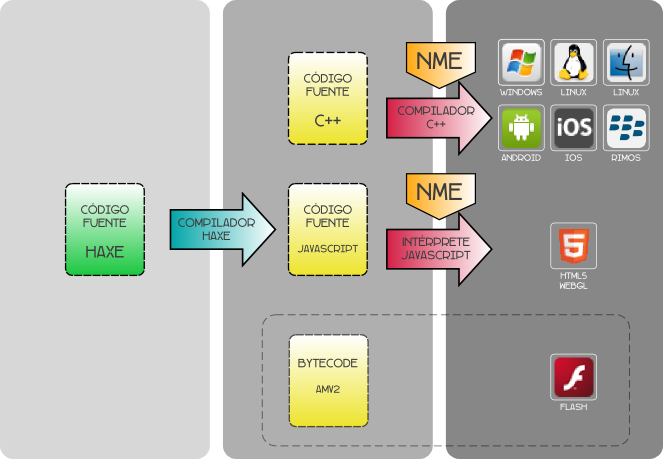 CÓDIGO
FUENTE
HAXE
COMPILADOR
HAXE
CÓDIGO
FUENTE
C++
CÓDIGO
FUENTE
JAVASCRIPT
BYTECODE
AMV2
NME
COMPILADOR
C++
NME
INTÉRPRETE
JAVASCRIPT
WINDOWS
LINUX
LINUX
ANDROID
iOS
IOS
RIMOS
5
HTML5
WEBGL
FLASH